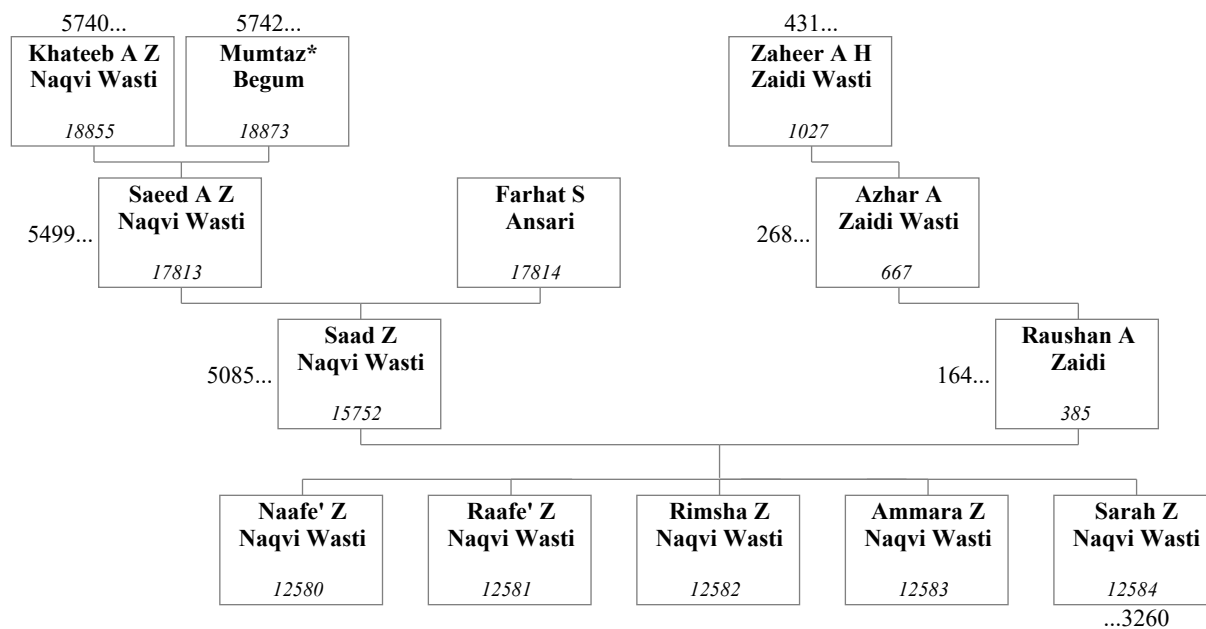 5740...
5742...
431...
Khateeb A Z
Naqvi Wasti
18855
Mumtaz*
Begum
18873
Zaheer A H
Zaidi Wasti
1027
5499...
Saeed A Z
Naqvi Wasti
17813
Farhat S
Ansari
17814
268...
Azhar A
Zaidi Wasti
667
5085...
Saad Z
Naqvi Wasti
15752
164...
Raushan A
Zaidi
385
Naafe' Z
Naqvi Wasti
12580
Raafe' Z
Naqvi Wasti
12581
Rimsha Z
Naqvi Wasti
12582
Ammara Z
Naqvi Wasti
12583
Sarah Z
Naqvi Wasti
12584
...3260